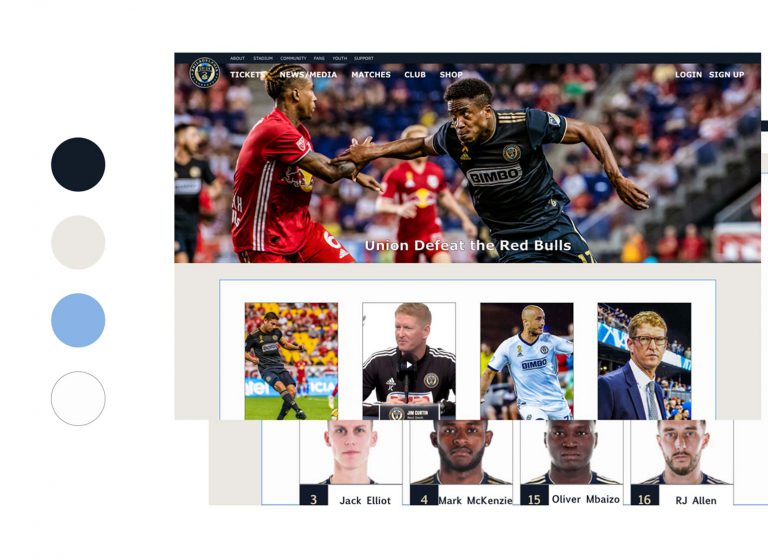 ABOUT STADIUM COMMUNITY FANS YOUTH SUPPORT
TICKETS NEWS/MEDIA MATCHES CLUB SHOP LOGIN SIGN UP
BIMBO
Union Defeat the Red Bulls
BIMBO
JIM CURTIN
3 Jack Elliot 4 Mark McKenzie 15 Oliver Mbaizo 16 RJ Allen